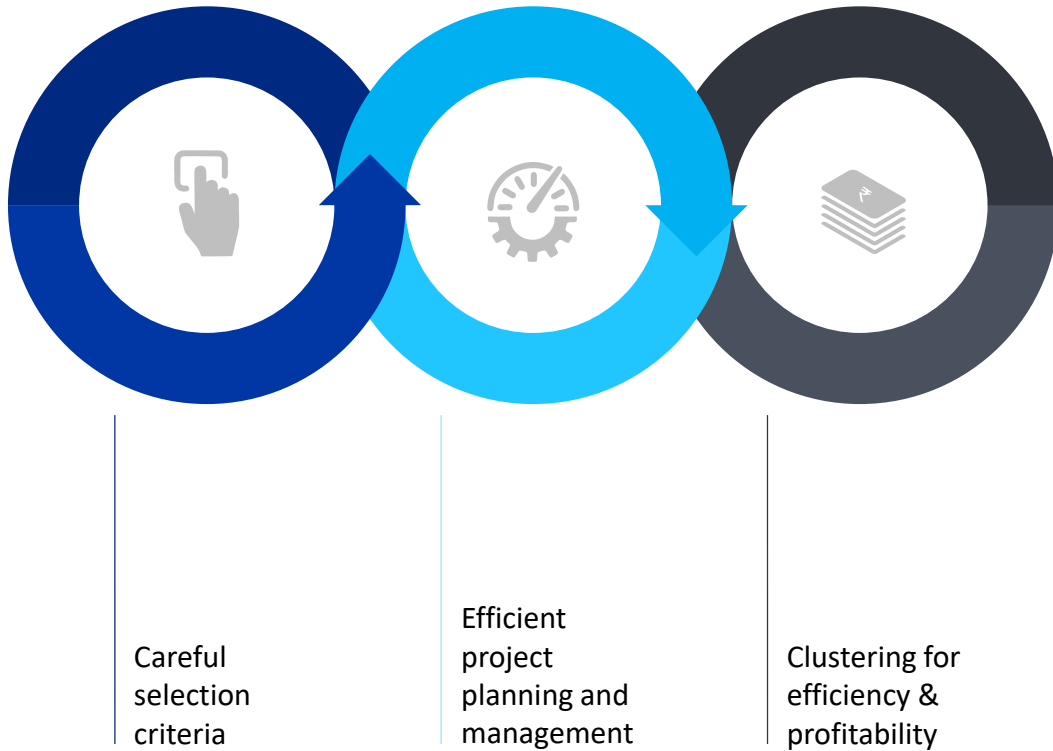 Careful
selection
criteria
Efficient
project
planning and
management
Clustering for
efficiency &
profitability